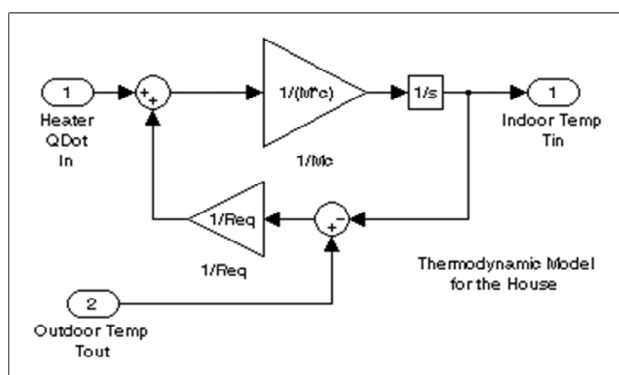 1
Heater
QDot
In
+
+
1/(M*c)
1/Mc
1/s
1
Indoor Temp
Tin
1/Req
1/Req
+
−
Thermodynamic Model
for the House
2
Outdoor Temp
Tout